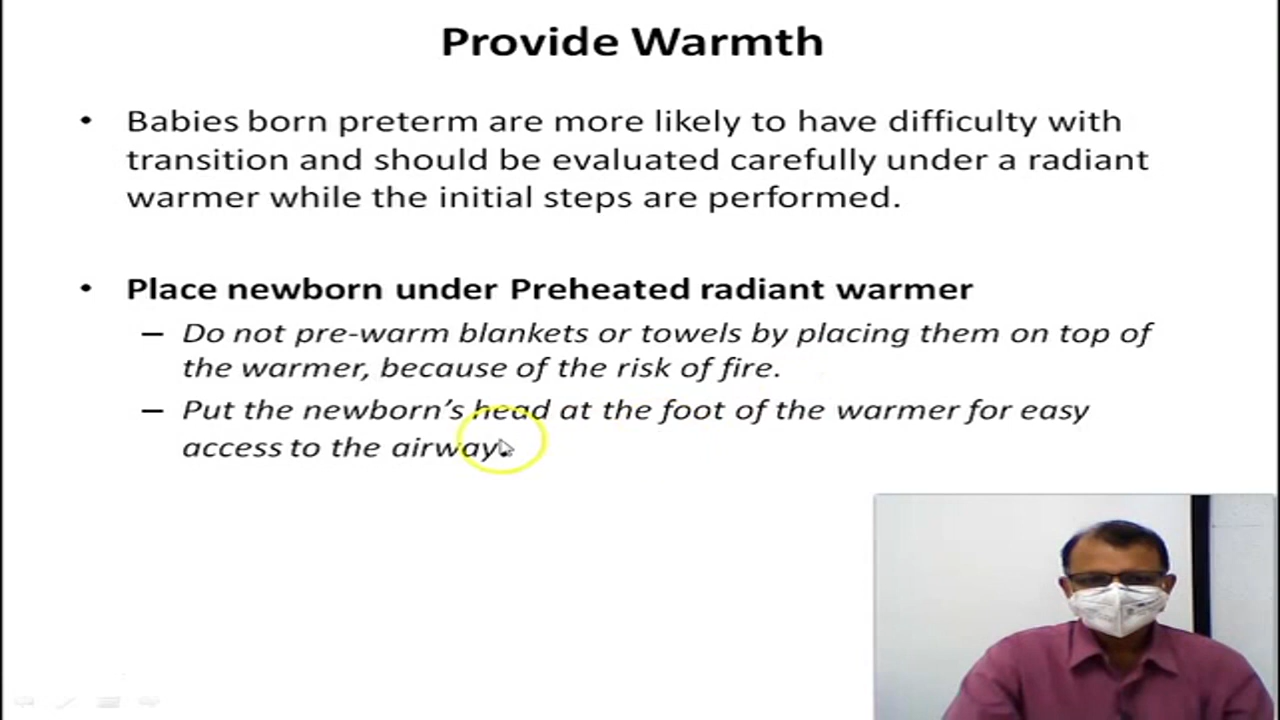 Provide Warmth
• Babies born preterm are more likely to have difficulty with
transition and should be evaluated carefully under a radiant
warmer while the initial steps are performed.
• Place newborn under Preheated radiant warmer
– Do not pre-warm blankets or towels by placing them on top of
the warmer, because of the risk of fire.
– Put the newborn’s head at the foot of the warmer for easy
access to the airway.